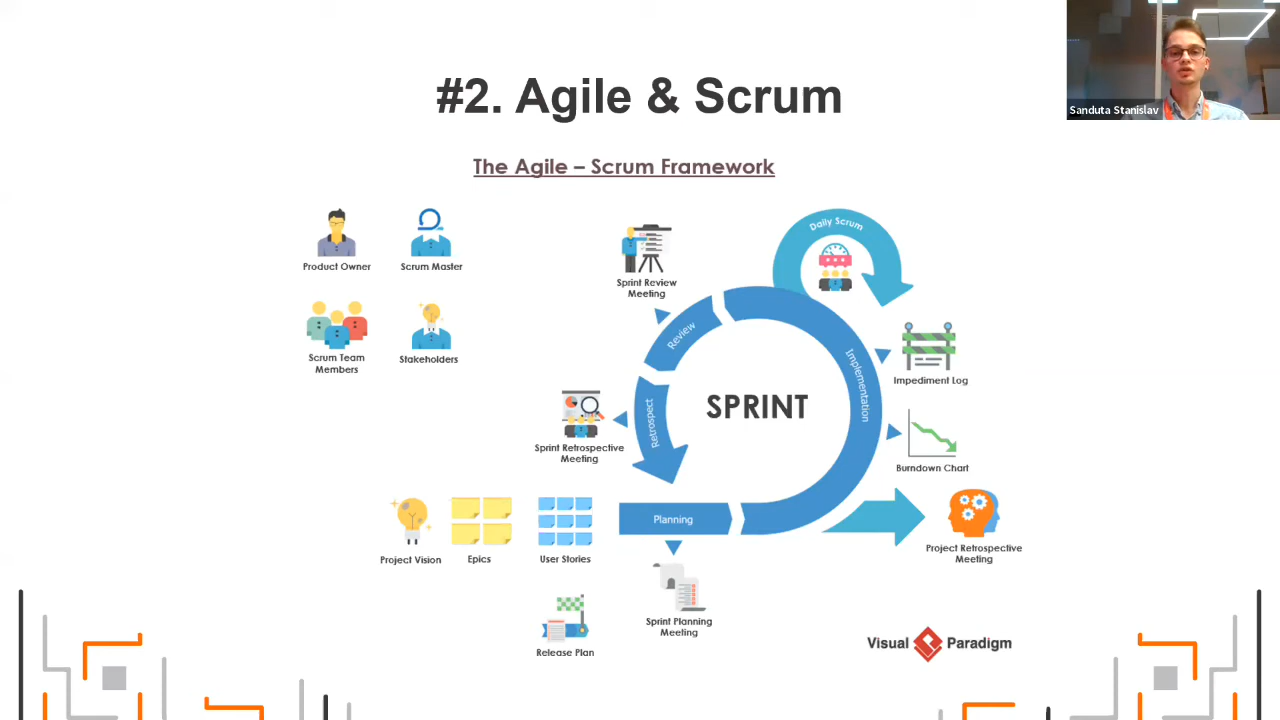 #2. Agile & Scrum
Sanduta Stanislav
The Agile – Scrum Framework
Product Owner
Scrum Master
Scrum Team
Members
Stakeholders
Daily Scrum
Sprint Review
Meeting
Review
Implementation
Impediment Log
SPRINT
Retrospect
Sprint Retrospective
Meeting
Burndown Chart
Planning
Project Vision
Epics
User Stories
Project Retrospective
Meeting
Sprint Planning
Meeting
Release Plan
Visual Paradigm